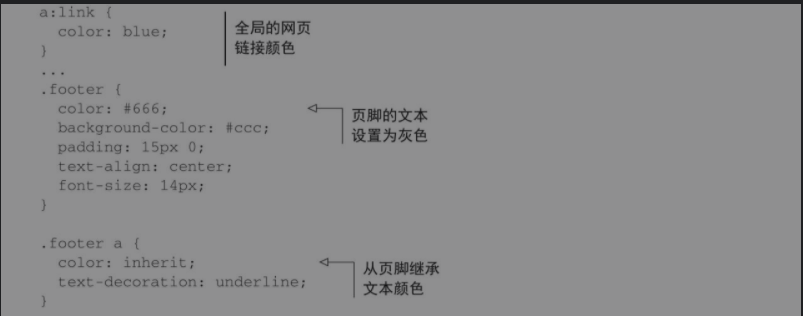 a:link {
color: blue;
}
全局的网页
链接颜色
...
.footer {
color: #666;
background-color: #ccc;
padding: 15px 0;
text-align: center;
font-size: 14px;
}
页脚的文本
设置为灰色
.footer a {
color: inherit;
text-decoration: underline;
}
从页脚继承
文本颜色